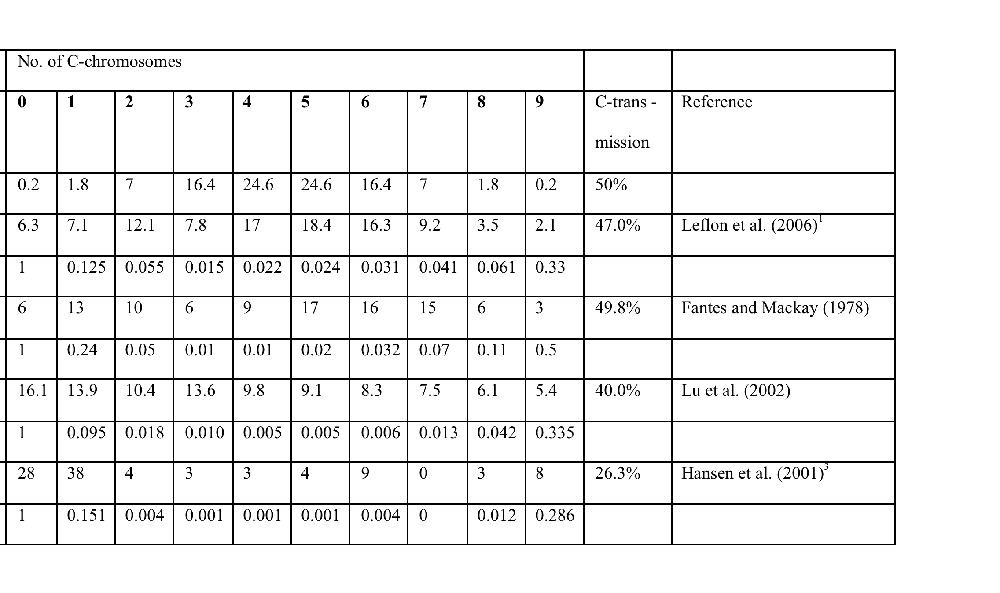 No. of C-chromosomes
0 1 2 3 4 5 6 7 8 9 C-trans - Reference
mission
0.2 1.8 7 16.4 24.6 24.6 16.4 7 1.8 0.2 50%
6.3 7.1 12.1 7.8 17 18.4 16.3 9.2 3.5 2.1 47.0% Leflon et al. (2006)1
1 0.125 0.055 0.015 0.022 0.024 0.031 0.041 0.061 0.33
6 13 10 6 9 17 16 15 6 3 49.8% Fantes and Mackay (1978)
1 0.24 0.05 0.01 0.01 0.02 0.032 0.07 0.11 0.5
16.1 13.9 10.4 13.6 9.8 9.1 8.3 7.5 6.1 5.4 40.0% Lu et al. (2002)
1 0.095 0.018 0.010 0.005 0.005 0.006 0.013 0.042 0.335
28 38 4 3 3 4 9 0 3 8 26.3% Hansen et al. (2001)3
1 0.151 0.004 0.001 0.001 0.001 0.004 0 0.012 0.286